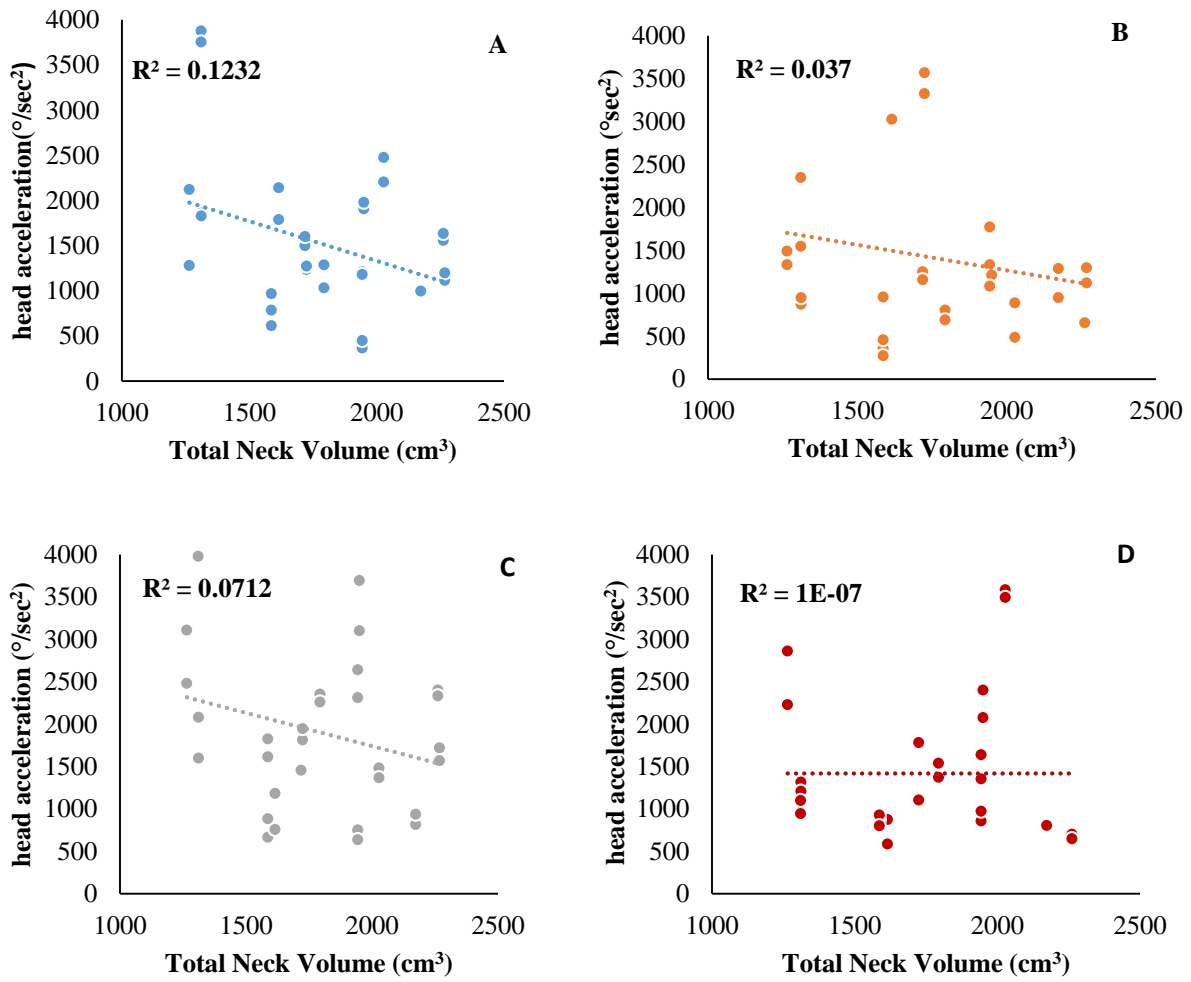 A
R² = 0.1232
head acceleration(°/sec²)
4000
3500
3000
2500
2000
1500
1000
500
0
1000 1500 2000 2500
Total Neck Volume (cm³)
B
R² = 0.037
head acceleration (°sec²)
4000
3500
3000
2500
2000
1500
1000
500
0
1000 1500 2000 2500
Total Neck Volume (cm³)
C
R² = 0.0712
head acceleration (°/sec²)
4000
3500
3000
2500
2000
1500
1000
500
0
1000 1500 2000 2500
Total Neck Volume (cm³)
D
R² = 1E-07
head acceleration (°/sec²)
4000
3500
3000
2500
2000
1500
1000
500
0
1000 1500 2000 2500
Total Neck Volume (cm³)